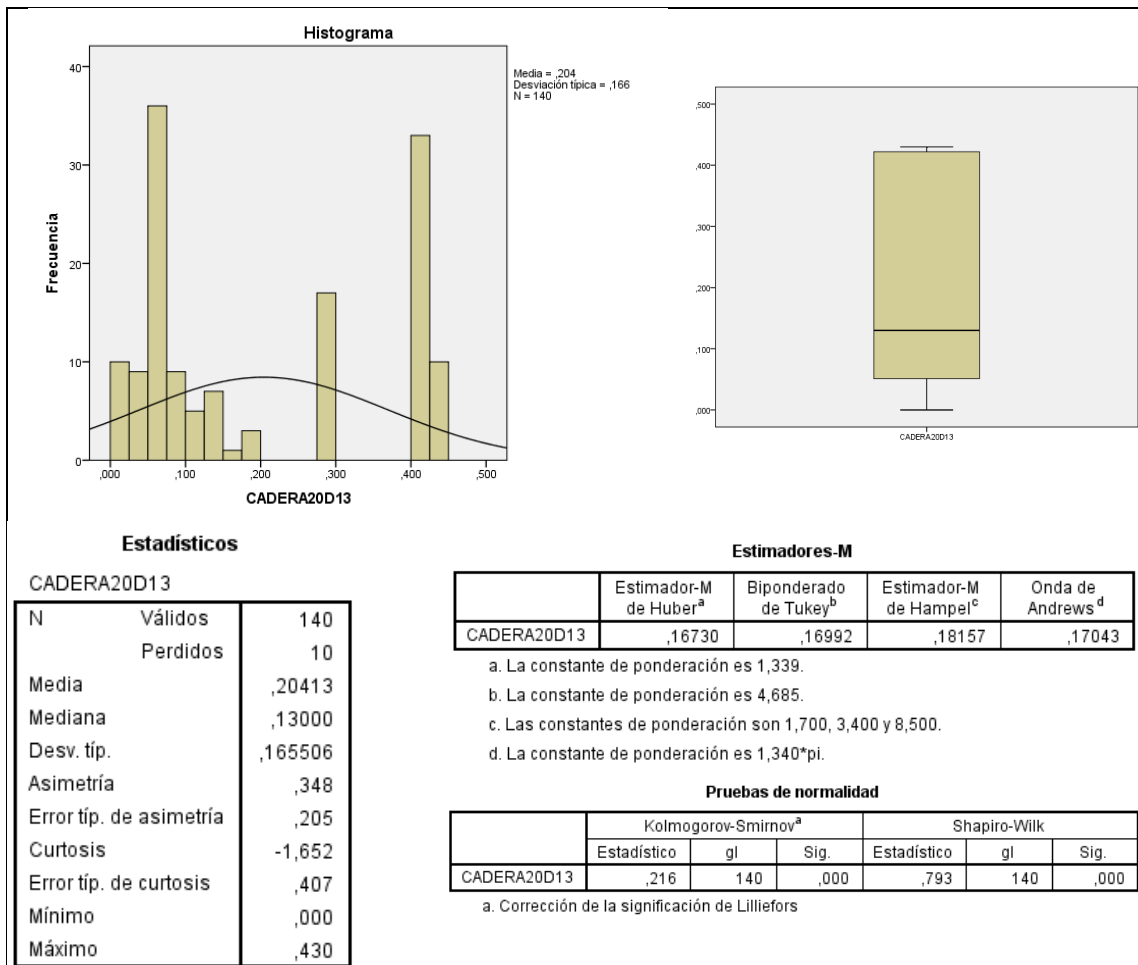 Histograma
Media = ,204
Desviación típica = ,166
N = 140
40
30
20
10
0
Frecuencia
,000 ,100 ,200 ,300 ,400 ,500
CADERA20D13
,500
,400
,300
,200
,100
,000
CADERA20D13
Estadísticos
CADERA20D13
N Válidos 140
Perdidos 10
Media ,20413
Mediana ,13000
Desv. típ. ,165506
Asimetría ,348
Error típ. de asimetría ,205
Curtosis -1,652
Error típ. de curtosis ,407
Mínimo ,000
Máximo ,430
Estimadores-M
Estimador-M de Huberᵃ Biponderado de Tukeyᵇ Estimador-M de Hampelᶜ Onda de Andrewsᵈ
CADERA20D13 ,16730 ,16992 ,18157 ,17043
a. La constante de ponderación es 1,339.
b. La constante de ponderación es 4,685.
c. Las constantes de ponderación son 1,700, 3,400 y 8,500.
d. La constante de ponderación es 1,340*pi.
Pruebas de normalidad
Kolmogorov-Smirnovᵃ Shapiro-Wilk
Estadístico gl Sig. Estadístico gl Sig.
CADERA20D13 ,216 140 ,000 ,793 140 ,000
a. Corrección de la significación de Lilliefors